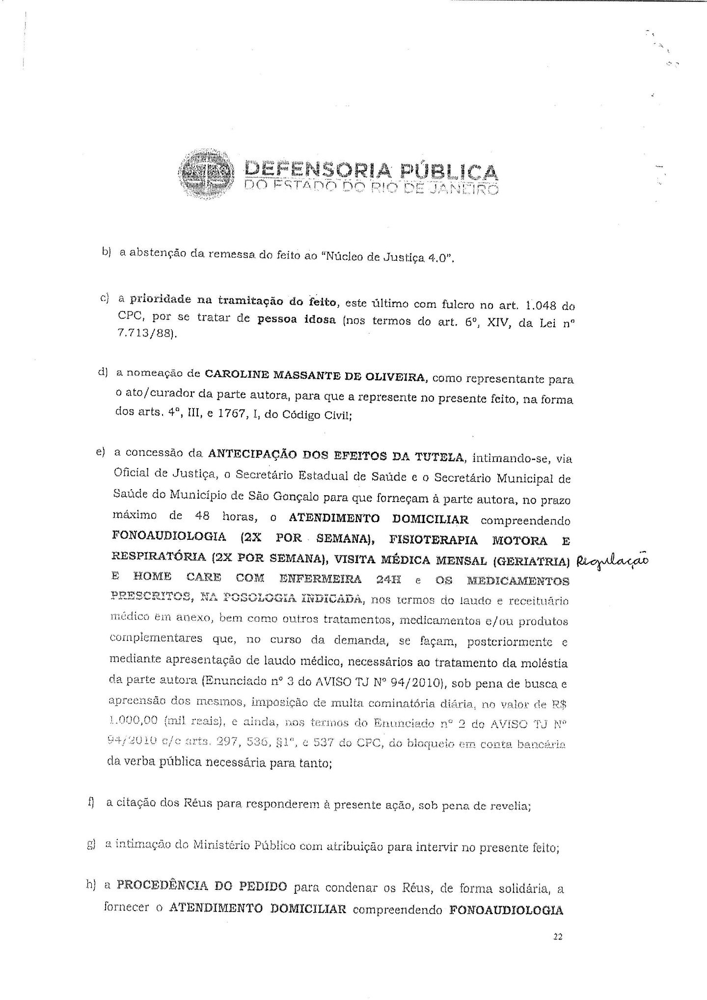 DEFENSORIA PÚBLICA
DO ESTADO DO RIO DE JANEIRO
b) a abstenção da remessa do feito ao “Núcleo de Justiça 4.0”.
c) a prioridade na tramitação do feito, este último com fulcro no art. 1.048 do
CPC, por se tratar de pessoa idosa (nos termos do art. 6º, XIV, da Lei nº
7.713/88).
d) a nomeação de CAROLINE MASSANTE DE OLIVEIRA, como representante para
o ato/curador da parte autora, para que a represente no presente feito, na forma
dos arts. 4º, III, e 1767, I, do Código Civil;
e) a concessão da ANTECIPAÇÃO DOS EFEITOS DA TUTELA, intimando-se, via
Oficial de Justiça, o Secretário Estadual de Saúde e o Secretário Municipal de
Saúde do Município de São Gonçalo para que forneçam à parte autora, no prazo
máximo de 48 horas, o ATENDIMENTO DOMICILIAR compreendendo
FONOAUDIOLOGIA (2X POR SEMANA), FISIOTERAPIA MOTORA E
RESPIRATÓRIA (2X POR SEMANA), VISITA MÉDICA MENSAL (GERIATRIA) Regulação
E HOME CARE COM ENFERMEIRA 24H e OS MEDICAMENTOS
PRESCRITOS, NA POSOLOGIA INDICADA, nos termos do laudo e receituário
médico em anexo, bem como outros tratamentos, medicamentos e/ou produtos
complementares que, no curso da demanda, se façam, posteriormente e
mediante apresentação de laudo médico, necessários ao tratamento da moléstia
da parte autora (Enunciado nº 3 do AVISO TJ Nº 94/2010), sob pena de busca e
apreensão dos mesmos, imposição de multa cominatória diária, no valor de R$
1.000,00 (mil reais), e ainda, nos termos do Enunciado nº 2 do AVISO TJ Nº
94/2010 c/c arts. 297, 536, §1º, e 537 do CPC, do bloqueio em conta bancária
da verba pública necessária para tanto;
f) a citação dos Réus para responderem à presente ação, sob pena de revelia;
g) a intimação do Ministério Público com atribuição para intervir no presente feito;
h) a PROCEDÊNCIA DO PEDIDO para condenar os Réus, de forma solidária, a
fornecer o ATENDIMENTO DOMICILIAR compreendendo FONOAUDIOLOGIA
22